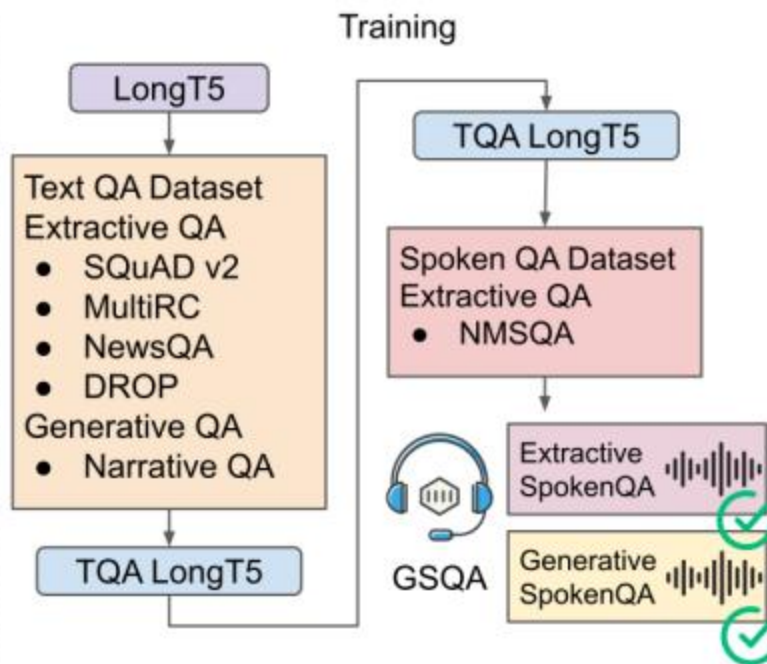 Training
LongT5
Text QA Dataset
Extractive QA
● SQuAD v2
● MultiRC
● NewsQA
● DROP
Generative QA
● Narrative QA
TQA LongT5
TQA LongT5
Spoken QA Dataset
Extractive QA
● NMSQA
GSQA
Extractive
SpokenQA
Generative
SpokenQA